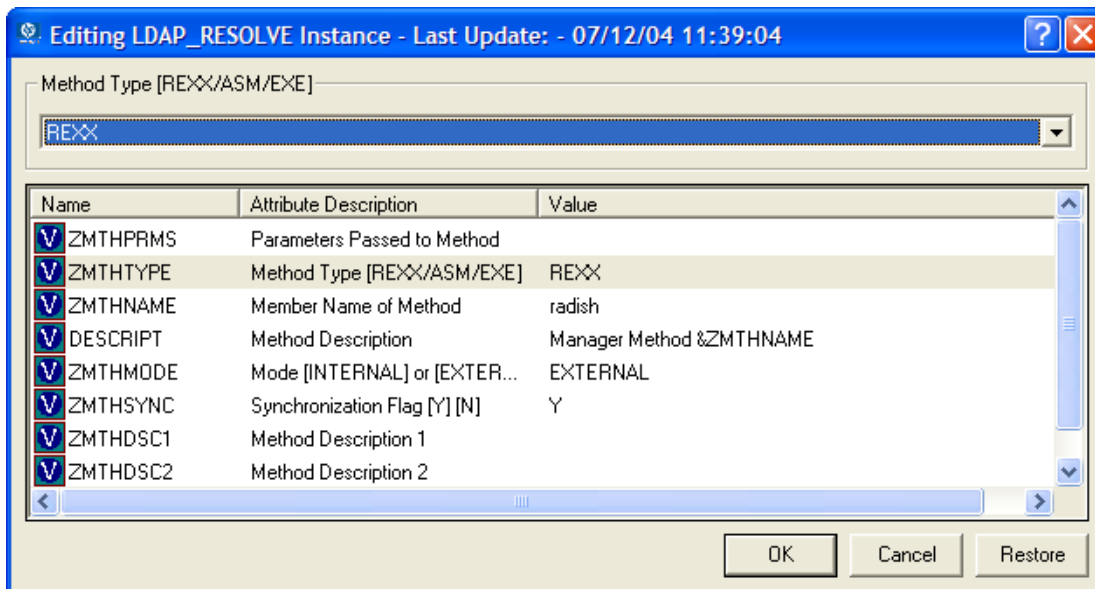 Editing LDAP_RESOLVE Instance - Last Update: - 07/12/04 11:39:04
Method Type [REXX/ASM/EXE]
REXX
Name Attribute Description Value
V ZMTHPRMS Parameters Passed to Method
V ZMTHTYPE Method Type [REXX/ASM/EXE] REXX
V ZMTHNAME Member Name of Method radish
V DESCRIPT Method Description Manager Method &ZMTHNAME
V ZMTHMODE Mode [INTERNAL] or [EXTER... EXTERNAL
V ZMTHSYNC Synchronization Flag [Y] [N] Y
V ZMTHDSC1 Method Description 1
V ZMTHDSC2 Method Description 2
OK Cancel Restore